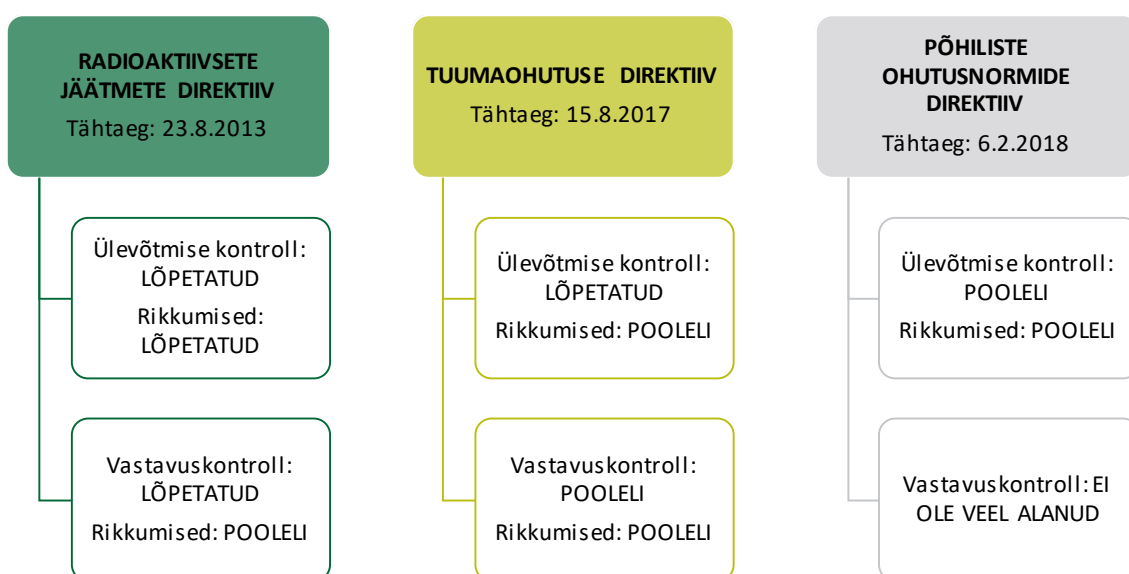 RADIOAKTIIVSETE
JÄÄTMETE DIREKTIIV
Tähtaeg: 23.8.2013
Ülevõtmise kontroll:
LÕPETATUD
Rikkumised:
LÕPETATUD
Vastavuskontroll:
LÕPETATUD
Rikkumised: POOLELI
TUUMAOHUTUSE DIREKTIIV
Tähtaeg: 15.8.2017
Ülevõtmise kontroll:
LÕPETATUD
Rikkumised: POOLELI
Vastavuskontroll:
POOLELI
Rikkumised: POOLELI
PÕHILISTE
OHUTUSNORMIDE
DIREKTIIV
Tähtaeg: 6.2.2018
Ülevõtmise kontroll:
POOLELI
Rikkumised: POOLELI
Vastavuskontroll: EI
OLE VEEL ALANUD